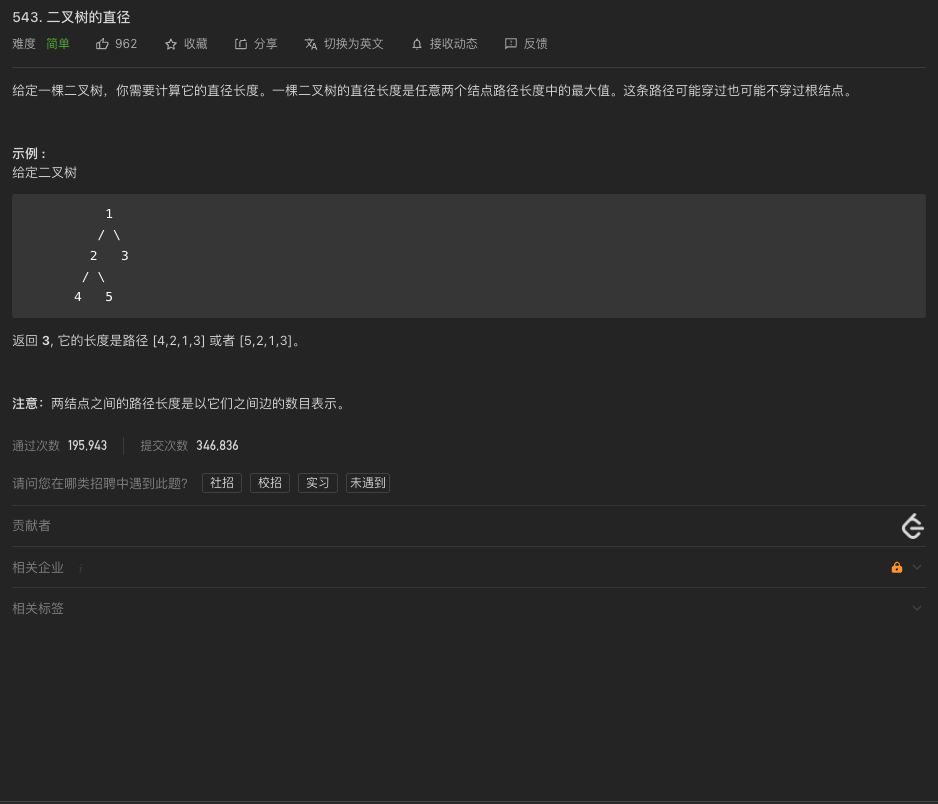 543. 二叉树的直径
难度 简单 962 收藏 分享 切换为英文 接收动态 反馈
给定一棵二叉树，你需要计算它的直径长度。一棵二叉树的直径长度是任意两个结点路径长度中的最大值。这条路径可能穿过也可能不穿过根结点。
示例 :
给定二叉树
1
/ \
2 3
/ \
4 5
返回 3, 它的长度是路径 [4,2,1,3] 或者 [5,2,1,3]。
注意：两结点之间的路径长度是以它们之间边的数目表示。
通过次数 195,943 提交次数 346,836
请问您在哪类招聘中遇到此题? 社招 校招 实习 未遇到
贡献者
相关企业 i
相关标签